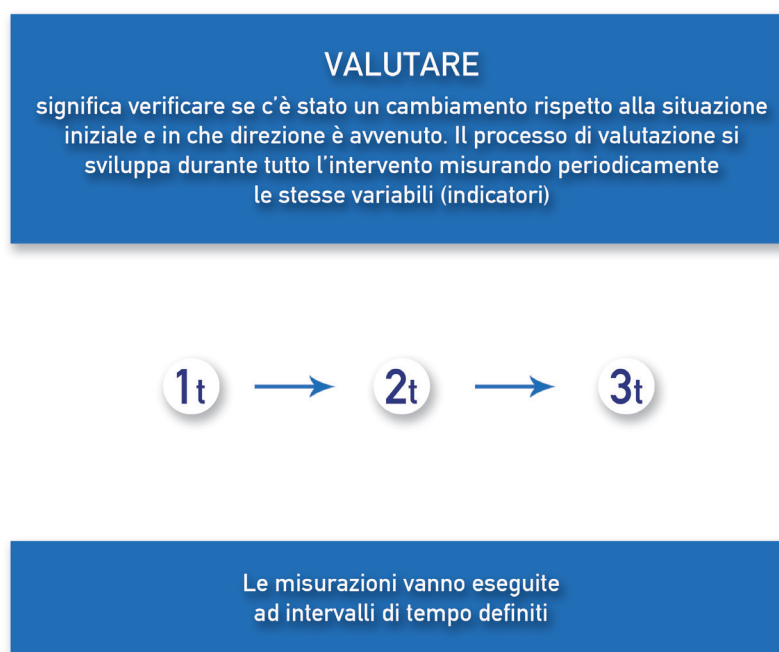 VALUTARE
significa verificare se c'è stato un cambiamento rispetto alla situazione
iniziale e in che direzione è avvenuto. Il processo di valutazione si
sviluppa durante tutto l'intervento misurando periodicamente
le stesse variabili (indicatori)
1t 2t 3t
Le misurazioni vanno eseguite
ad intervalli di tempo definiti